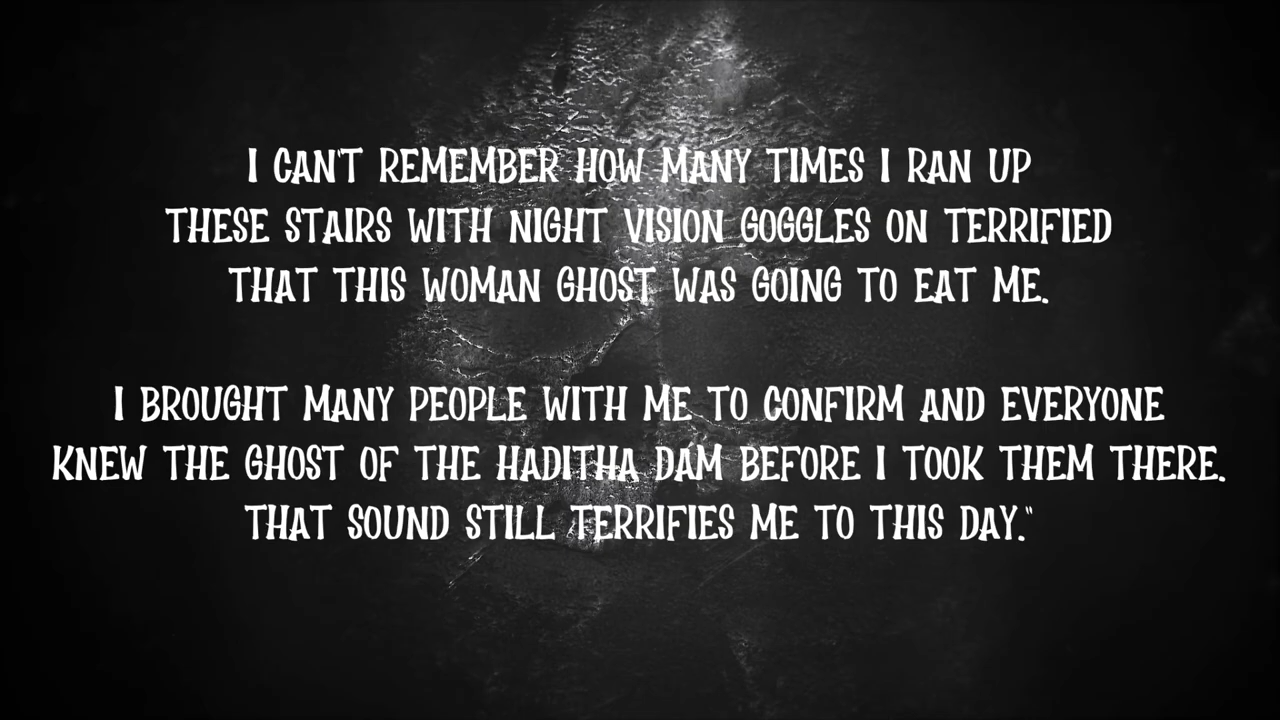 I CAN'T REMEMBER HOW MANY TIMES I RAN UP
THESE STAIRS WITH NIGHT VISION GOGGLES ON TERRIFIED
THAT THIS WOMAN GHOST WAS GOING TO EAT ME.
I BROUGHT MANY PEOPLE WITH ME TO CONFIRM AND EVERYONE
KNEW THE GHOST OF THE HADITHA DAM BEFORE I TOOK THEM THERE.
THAT SOUND STILL TERRIFIES ME TO THIS DAY."